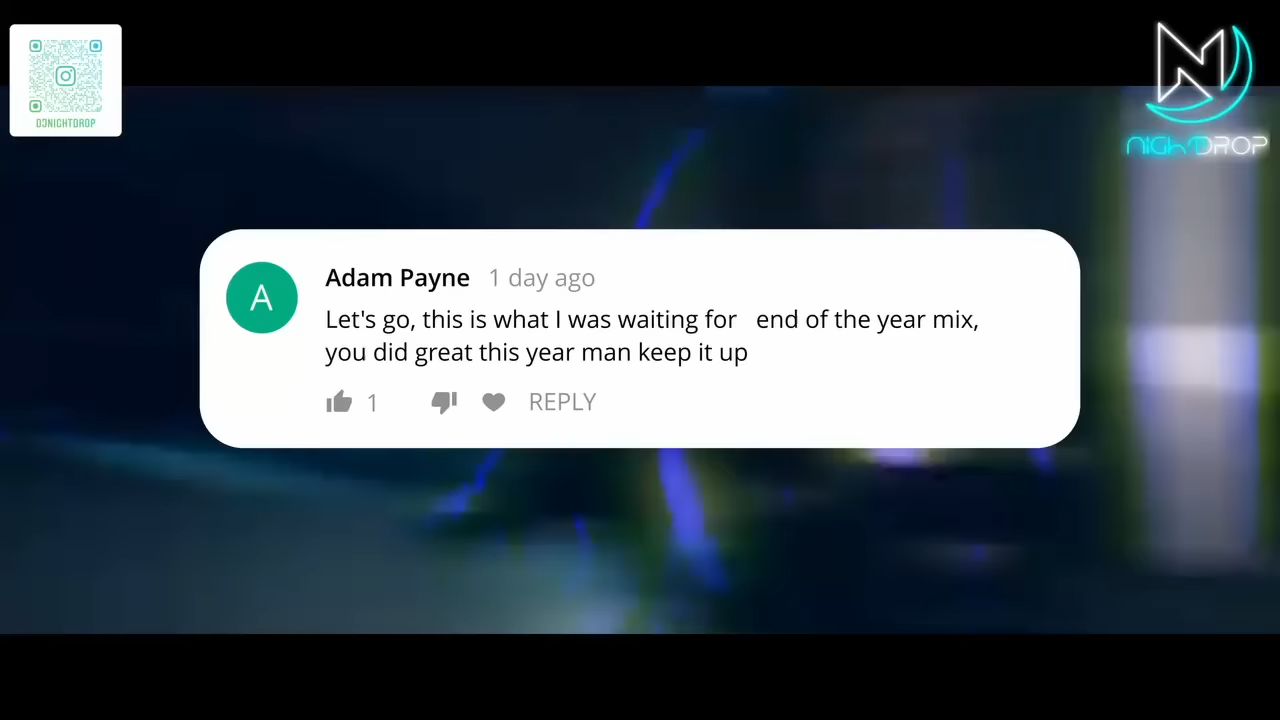 DJNIGHTDROP
NIGHTDROP
A
Adam Payne 1 day ago
Let's go, this is what I was waiting for end of the year mix,
you did great this year man keep it up
1 REPLY